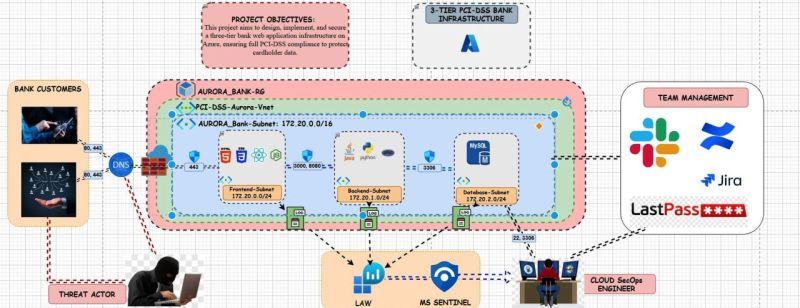 PROJECT OBJECTIVES:
This project aims to design, implement, and secure
a three-tier bank web application infrastructure on
Azure, ensuring full PCI-DSS compliance to protect
cardholder data.
3-TIER PCI-DSS BANK
INFRASTRUCTURE
BANK CUSTOMERS
80, 443
80, 443
DNS
AURORA_BANK-RG
PCI-DSS-Aurora-Vnet
AURORA_Bank-Subnet: 172.20.0.0/16
443
HTML
5
CSS
3
Frontend-Subnet
172.20.0.0/24
3000, 8080
Java
python
php
Backend-Subnet
172.20.1.0/24
3306
MySQL
Database-Subnet
172.20.2.0/24
LOG
LOG
LOG
22, 3306
TEAM MANAGEMENT
Jira
LastPass ****
THREAT ACTOR
LAW
MS SENTINEL
CLOUD SecOps
ENGINEER